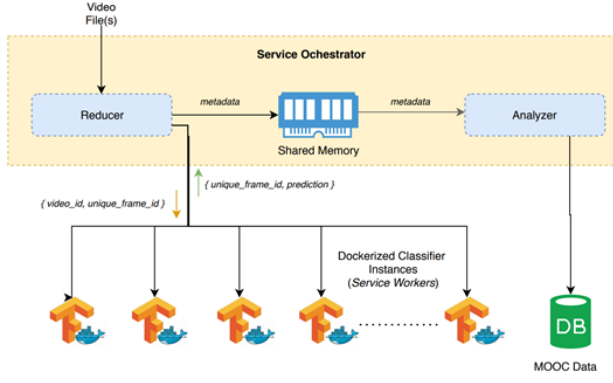 Video
File(s)
Service Ochestrator
Reducer
metadata
metadata
Analyzer
Shared Memory
{ unique_frame_id, prediction }
{ video_id, unique_frame_id }
Dockerized Classifier
Instances
(Service Workers)
DB
MOOC Data